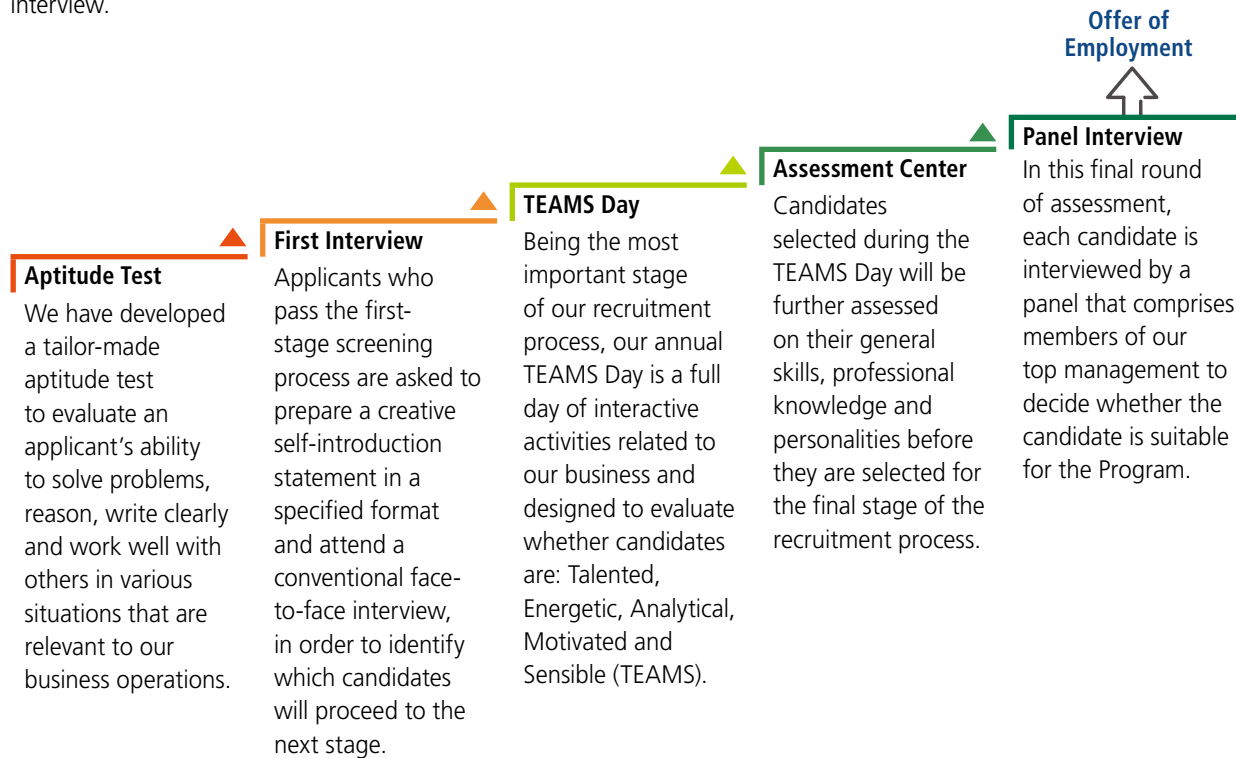 interview.
Aptitude Test
We have developed
a tailor-made
aptitude test
to evaluate an
applicant's ability
to solve problems,
reason, write clearly
and work well with
others in various
situations that are
relevant to our
business operations.
First Interview
Applicants who
pass the first-
stage screening
process are asked to
prepare a creative
self-introduction
statement in a
specified format
and attend a
conventional face-
to-face interview,
in order to identify
which candidates
will proceed to the
next stage.
TEAMS Day
Being the most
important stage
of our recruitment
process, our annual
TEAMS Day is a full
day of interactive
activities related to
our business and
designed to evaluate
whether candidates
are: Talented,
Energetic, Analytical,
Motivated and
Sensible (TEAMS).
Assessment Center
Candidates
selected during the
TEAMS Day will be
further assessed
on their general
skills, professional
knowledge and
personalities before
they are selected for
the final stage of the
recruitment process.
Panel Interview
In this final round
of assessment,
each candidate is
interviewed by a
panel that comprises
members of our
top management to
decide whether the
candidate is suitable
for the Program.
Offer of
Employment